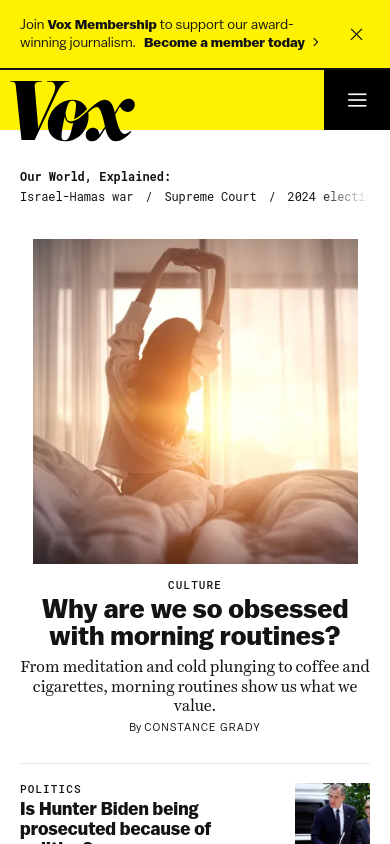 Join Vox Membership to support our award-
winning journalism. Become a member today
Vox
Our World, Explained:
Israel-Hamas war / Supreme Court / 2024 electi
CULTURE
Why are we so obsessed
with morning routines?
From meditation and cold plunging to coffee and
cigarettes, morning routines show us what we
value.
By CONSTANCE GRADY
POLITICS
Is Hunter Biden being
prosecuted because of